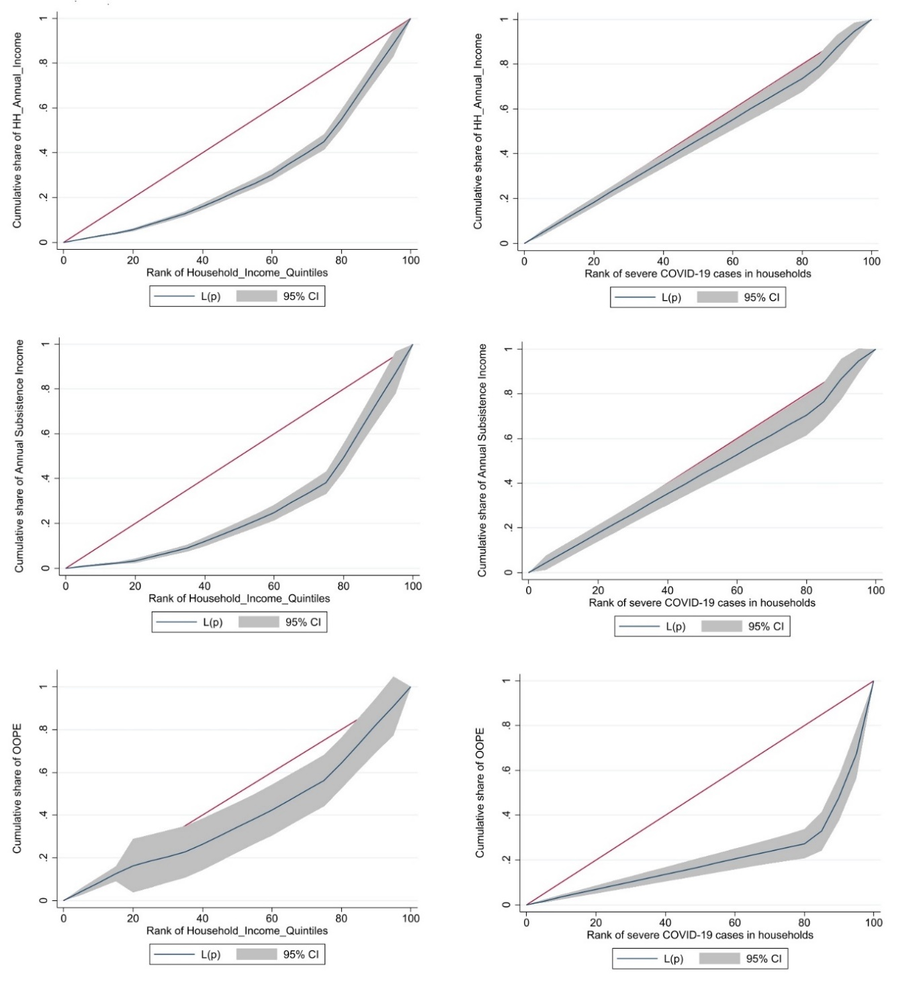 Cumulative share of HH_Annual_Income
1
.8
.6
.4
.2
0
0 20 40 60 80 100
Rank of Household_Income_Quintiles
L(p) 95% CI
Cumulative share of HH_Annual_Income
1
.8
.6
.4
.2
0
0 20 40 60 80 100
Rank of severe COVID-19 cases in households
L(p) 95% CI
Cumulative share of Annual Subsistence Income
1
.8
.6
.4
.2
0
0 20 40 60 80 100
Rank of Household_Income_Quintiles
L(p) 95% CI
Cumulative share of Annual Subsistence Income
1
.8
.6
.4
.2
0
0 20 40 60 80 100
Rank of severe COVID-19 cases in households
L(p) 95% CI
Cumulative share of OOPE
1
.8
.6
.4
.2
0
0 20 40 60 80 100
Rank of Household_Income_Quintiles
L(p) 95% CI
Cumulative share of OOPE
1
.8
.6
.4
.2
0
0 20 40 60 80 100
Rank of severe COVID-19 cases in households
L(p) 95% CI